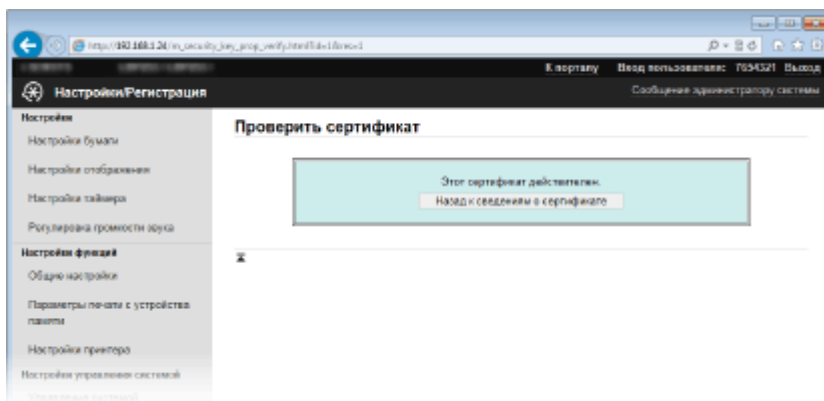 К порталу Вход пользователя: 7654321 Выход
Настройки/Регистрация
Сообщение администратору системы
Настройки
Настройки бумаги
Настройки отображения
Настройки таймера
Регулировка громкости звука
Настройки функций
Общие настройки
Параметры печати с устройства
памяти
Настройки принтера
Настройки управления системой
Управление системой
Проверить сертификат
Этот сертификат действителен.
Назад к сведениям о сертификате